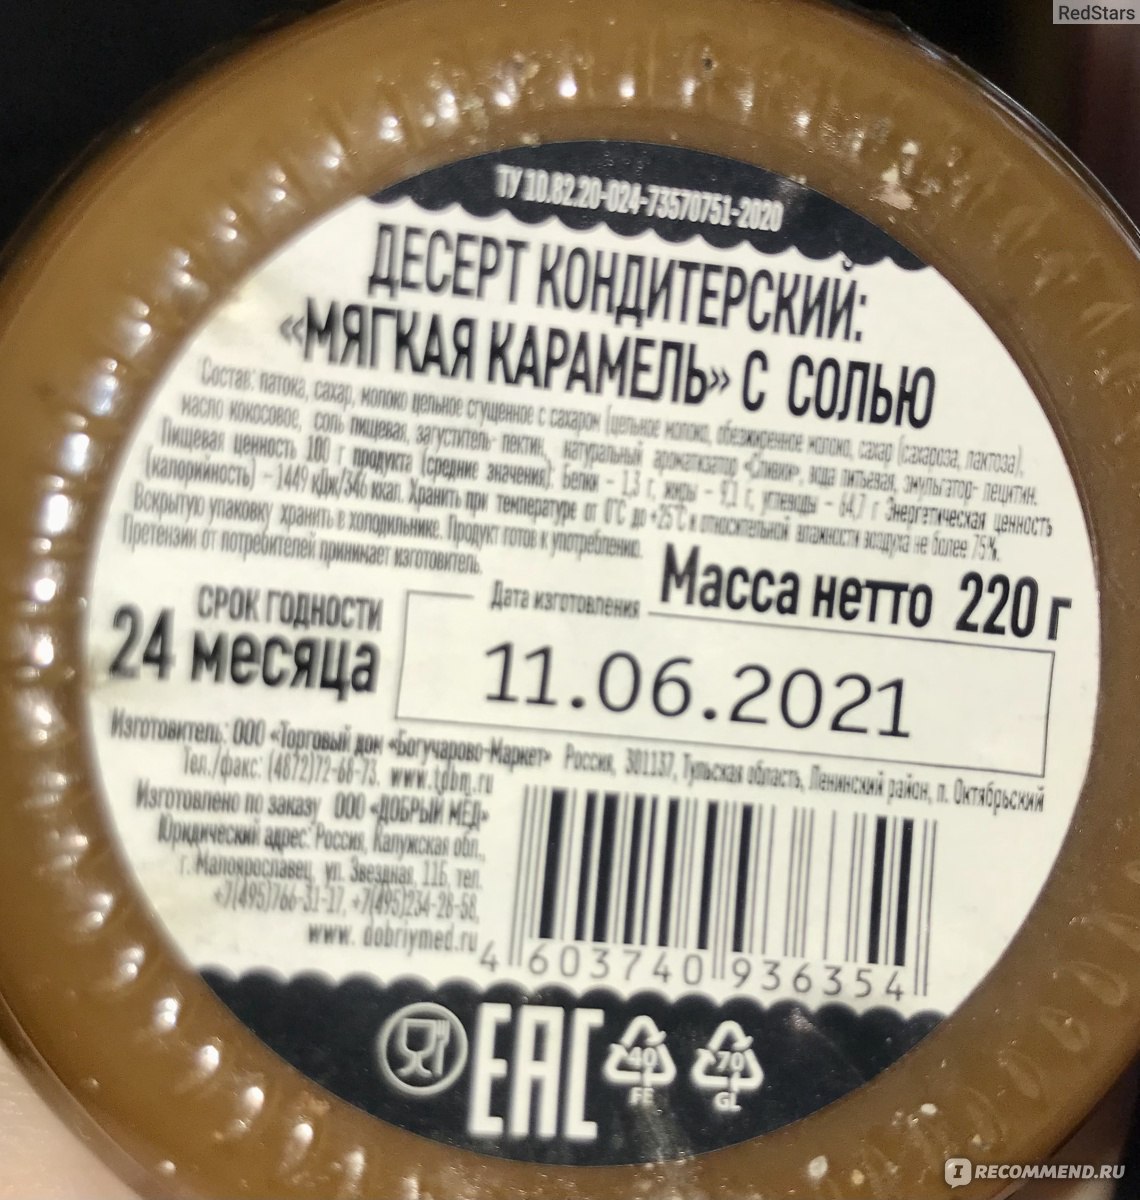 RedStars
ТУ 10.82.20-024-73570751-2020
ДЕСЕРТ КОНДИТЕРСКИЙ:
«МЯГКАЯ КАРАМЕЛЬ» С СОЛЬЮ
Состав: патока, сахар, молоко цельное сгущенное с сахаром (цельное молоко, обезжиренное молоко, сахар (сахароза, лактоза),
масло кокосовое, соль пищевая, загуститель- пектин, натуральный ароматизатор «Сливки», вода питьевая, эмульгатор- лецитин.
Пищевая ценность 100 г продукта (средние значения): Белки – 1,3 г, жиры – 9,1 г, углеводы – 64,7 г Энергетическая ценность
(калорийность) – 1449 кДж/346 ккал. Хранить при температуре от 0°С до +25°С и относительной влажности воздуха не более 75%.
Вскрытую упаковку хранить в холодильнике. Продукт готов к употреблению.
Претензии от потребителей принимает изготовитель.
Масса нетто 220 г
СРОК ГОДНОСТИ
24 месяца
Дата изготовления
11.06.2021
Изготовитель: ООО «Торговый дом «Богучарово-Маркет» Россия, 301137, Тульская область, Ленинский район, п. Октябрьский
Тел./факс: (4872)72-68-73. www.tdbm.ru
Изготовлено по заказу ООО «ДОБРЫЙ МЁД»
Юридический адрес: Россия, Калужская обл.,
г. Малоярославец, ул. Звездная, 11Б, тел.
+7(495)766-31-17, +7(495)234-28-58,
www. dobriymed.ru
4 603740 936354
EAC
40
FE
70
GL
IRECOMMEND.RU